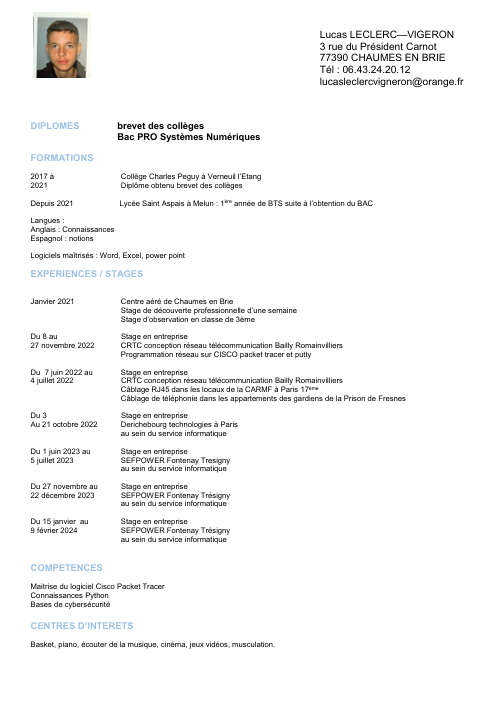 Lucas LECLERC—VIGERON
3 rue du Président Carnot
77390 CHAUMES EN BRIE
Tél : 06.43.24.20.12
lucasleclercvigneron@orange.fr
DIPLOMES brevet des collèges
Bac PRO Systèmes Numériques
FORMATIONS
2017 à Collège Charles Peguy à Verneuil l'Etang
2021 Diplôme obtenu brevet des collèges
Depuis 2021 Lycée Saint Aspais à Melun : 1ère année de BTS suite à l'obtention du BAC
Langues :
Anglais : Connaissances
Espagnol : notions
Logiciels maîtrisés : Word, Excel, power point
EXPERIENCES / STAGES
Janvier 2021 Centre aéré de Chaumes en Brie
Stage de découverte professionnelle d'une semaine
Stage d'observation en classe de 3ème
Du 8 au Stage en entreprise
27 novembre 2022 CRTC conception réseau télécommunication Bailly Romainvilliers
Programmation réseau sur CISCO packet tracer et putty
Du 7 juin 2022 au Stage en entreprise
4 juillet 2022 CRTC conception réseau télécommunication Bailly Romainvilliers
Câblage RJ45 dans les locaux de la CARMF à Paris 17ème
Câblage de téléphonie dans les appartements des gardiens de la Prison de Fresnes
Du 3 Stage en entreprise
Au 21 octobre 2022 Derichebourg technologies à Paris
au sein du service informatique
Du 1 juin 2023 au Stage en entreprise
5 juillet 2023 SEFPOWER Fontenay Tresigny
au sein du service informatique
Du 27 novembre au Stage en entreprise
22 décembre 2023 SEFPOWER Fontenay Trésigny
au sein du service informatique
Du 15 janvier au Stage en entreprise
9 février 2024 SEFPOWER Fontenay Trésigny
au sein du service informatique
COMPETENCES
Maitrise du logiciel Cisco Packet Tracer
Connaissances Python
Bases de cybersécurité
CENTRES D'INTERETS
Basket, piano, écouter de la musique, cinéma, jeux vidéos, musculation.